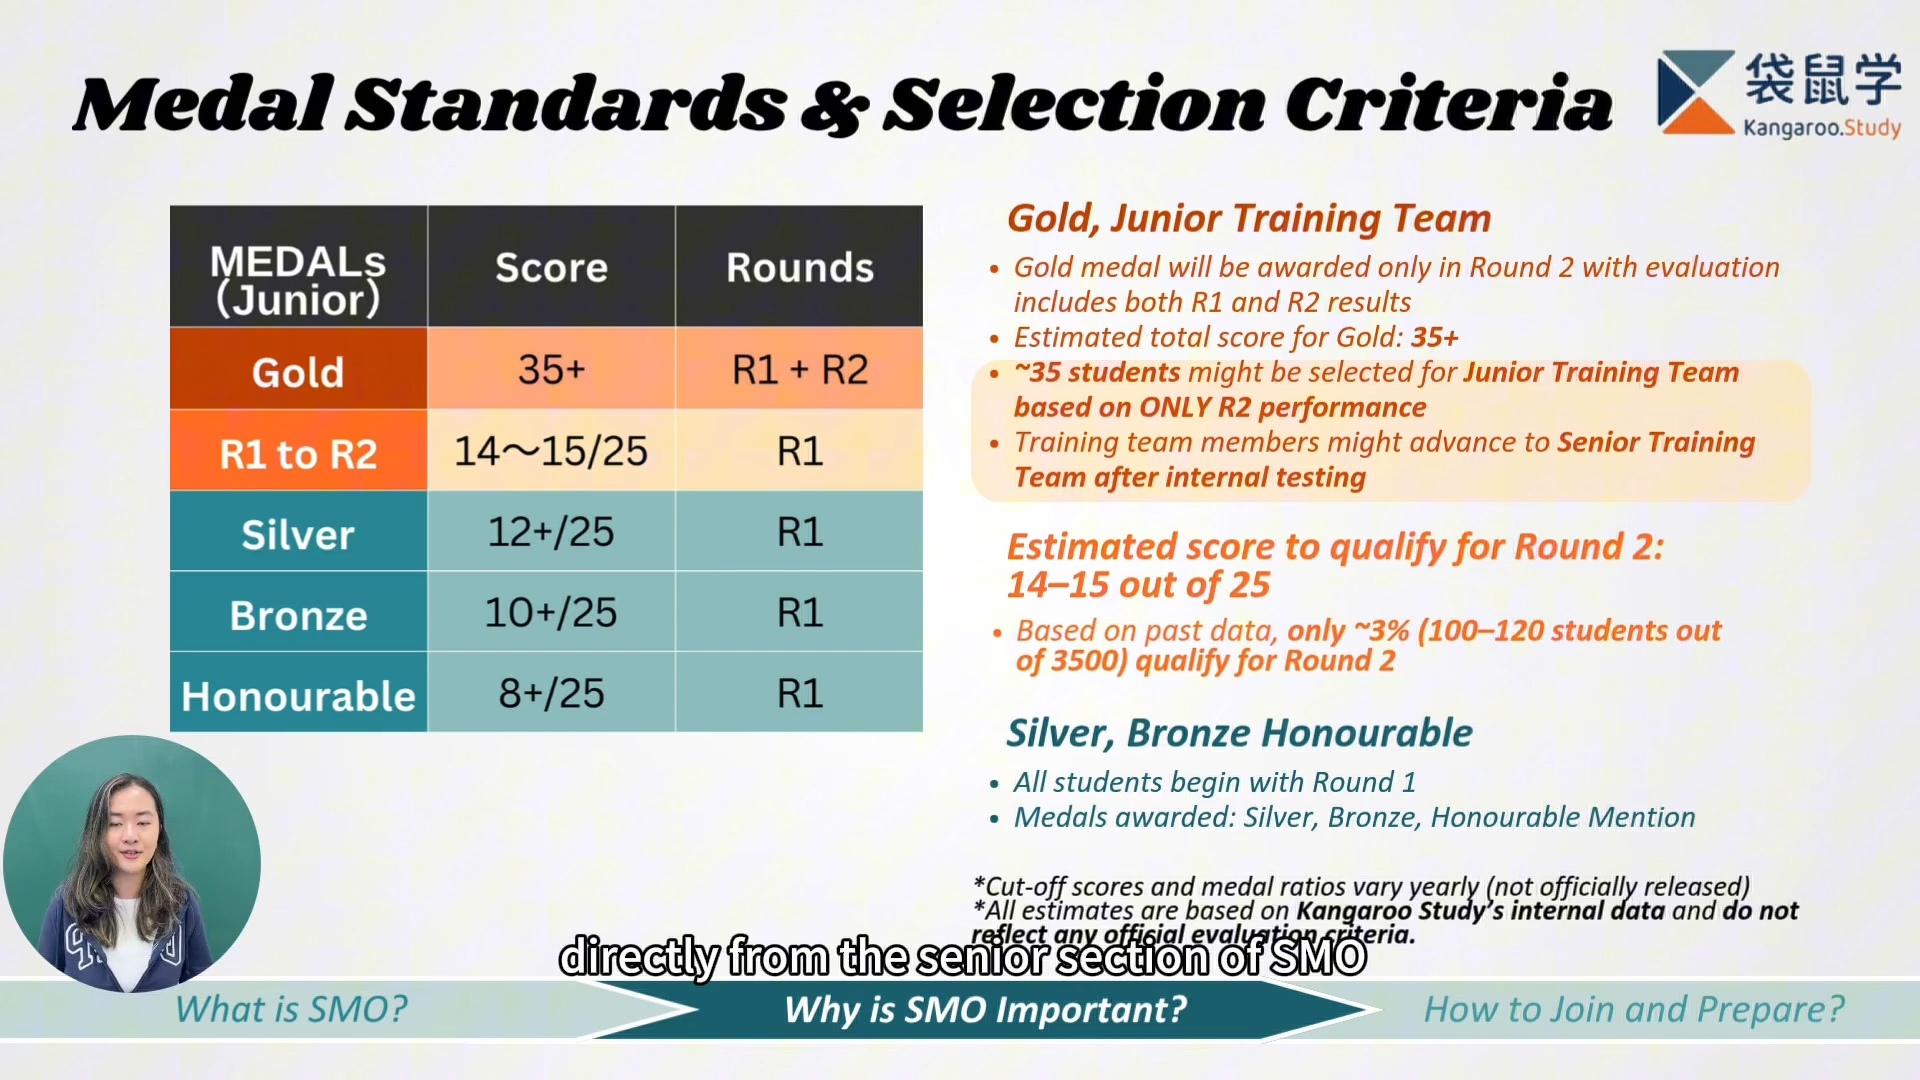 Medal Standards & Selection Criteria
袋鼠学
Kangaroo.Study
MEDALs (Junior)
Score
Rounds
Gold
35+
R1 + R2
R1 to R2
14～15/25
R1
Silver
12+/25
R1
Bronze
10+/25
R1
Honourable
8+/25
R1
Gold, Junior Training Team
• Gold medal will be awarded only in Round 2 with evaluation
includes both R1 and R2 results
• Estimated total score for Gold: 35+
• ~35 students might be selected for Junior Training Team
based on ONLY R2 performance
• Training team members might advance to Senior Training
Team after internal testing
Estimated score to qualify for Round 2:
14–15 out of 25
• Based on past data, only ~3% (100–120 students out
of 3500) qualify for Round 2
Silver, Bronze Honourable
• All students begin with Round 1
• Medals awarded: Silver, Bronze, Honourable Mention
*Cut-off scores and medal ratios vary yearly (not officially released)
*All estimates are based on Kangaroo Study's internal data and do not
reflect any official evaluation criteria.
directly from the senior section of SMO
What is SMO?
Why is SMO Important?
How to Join and Prepare?